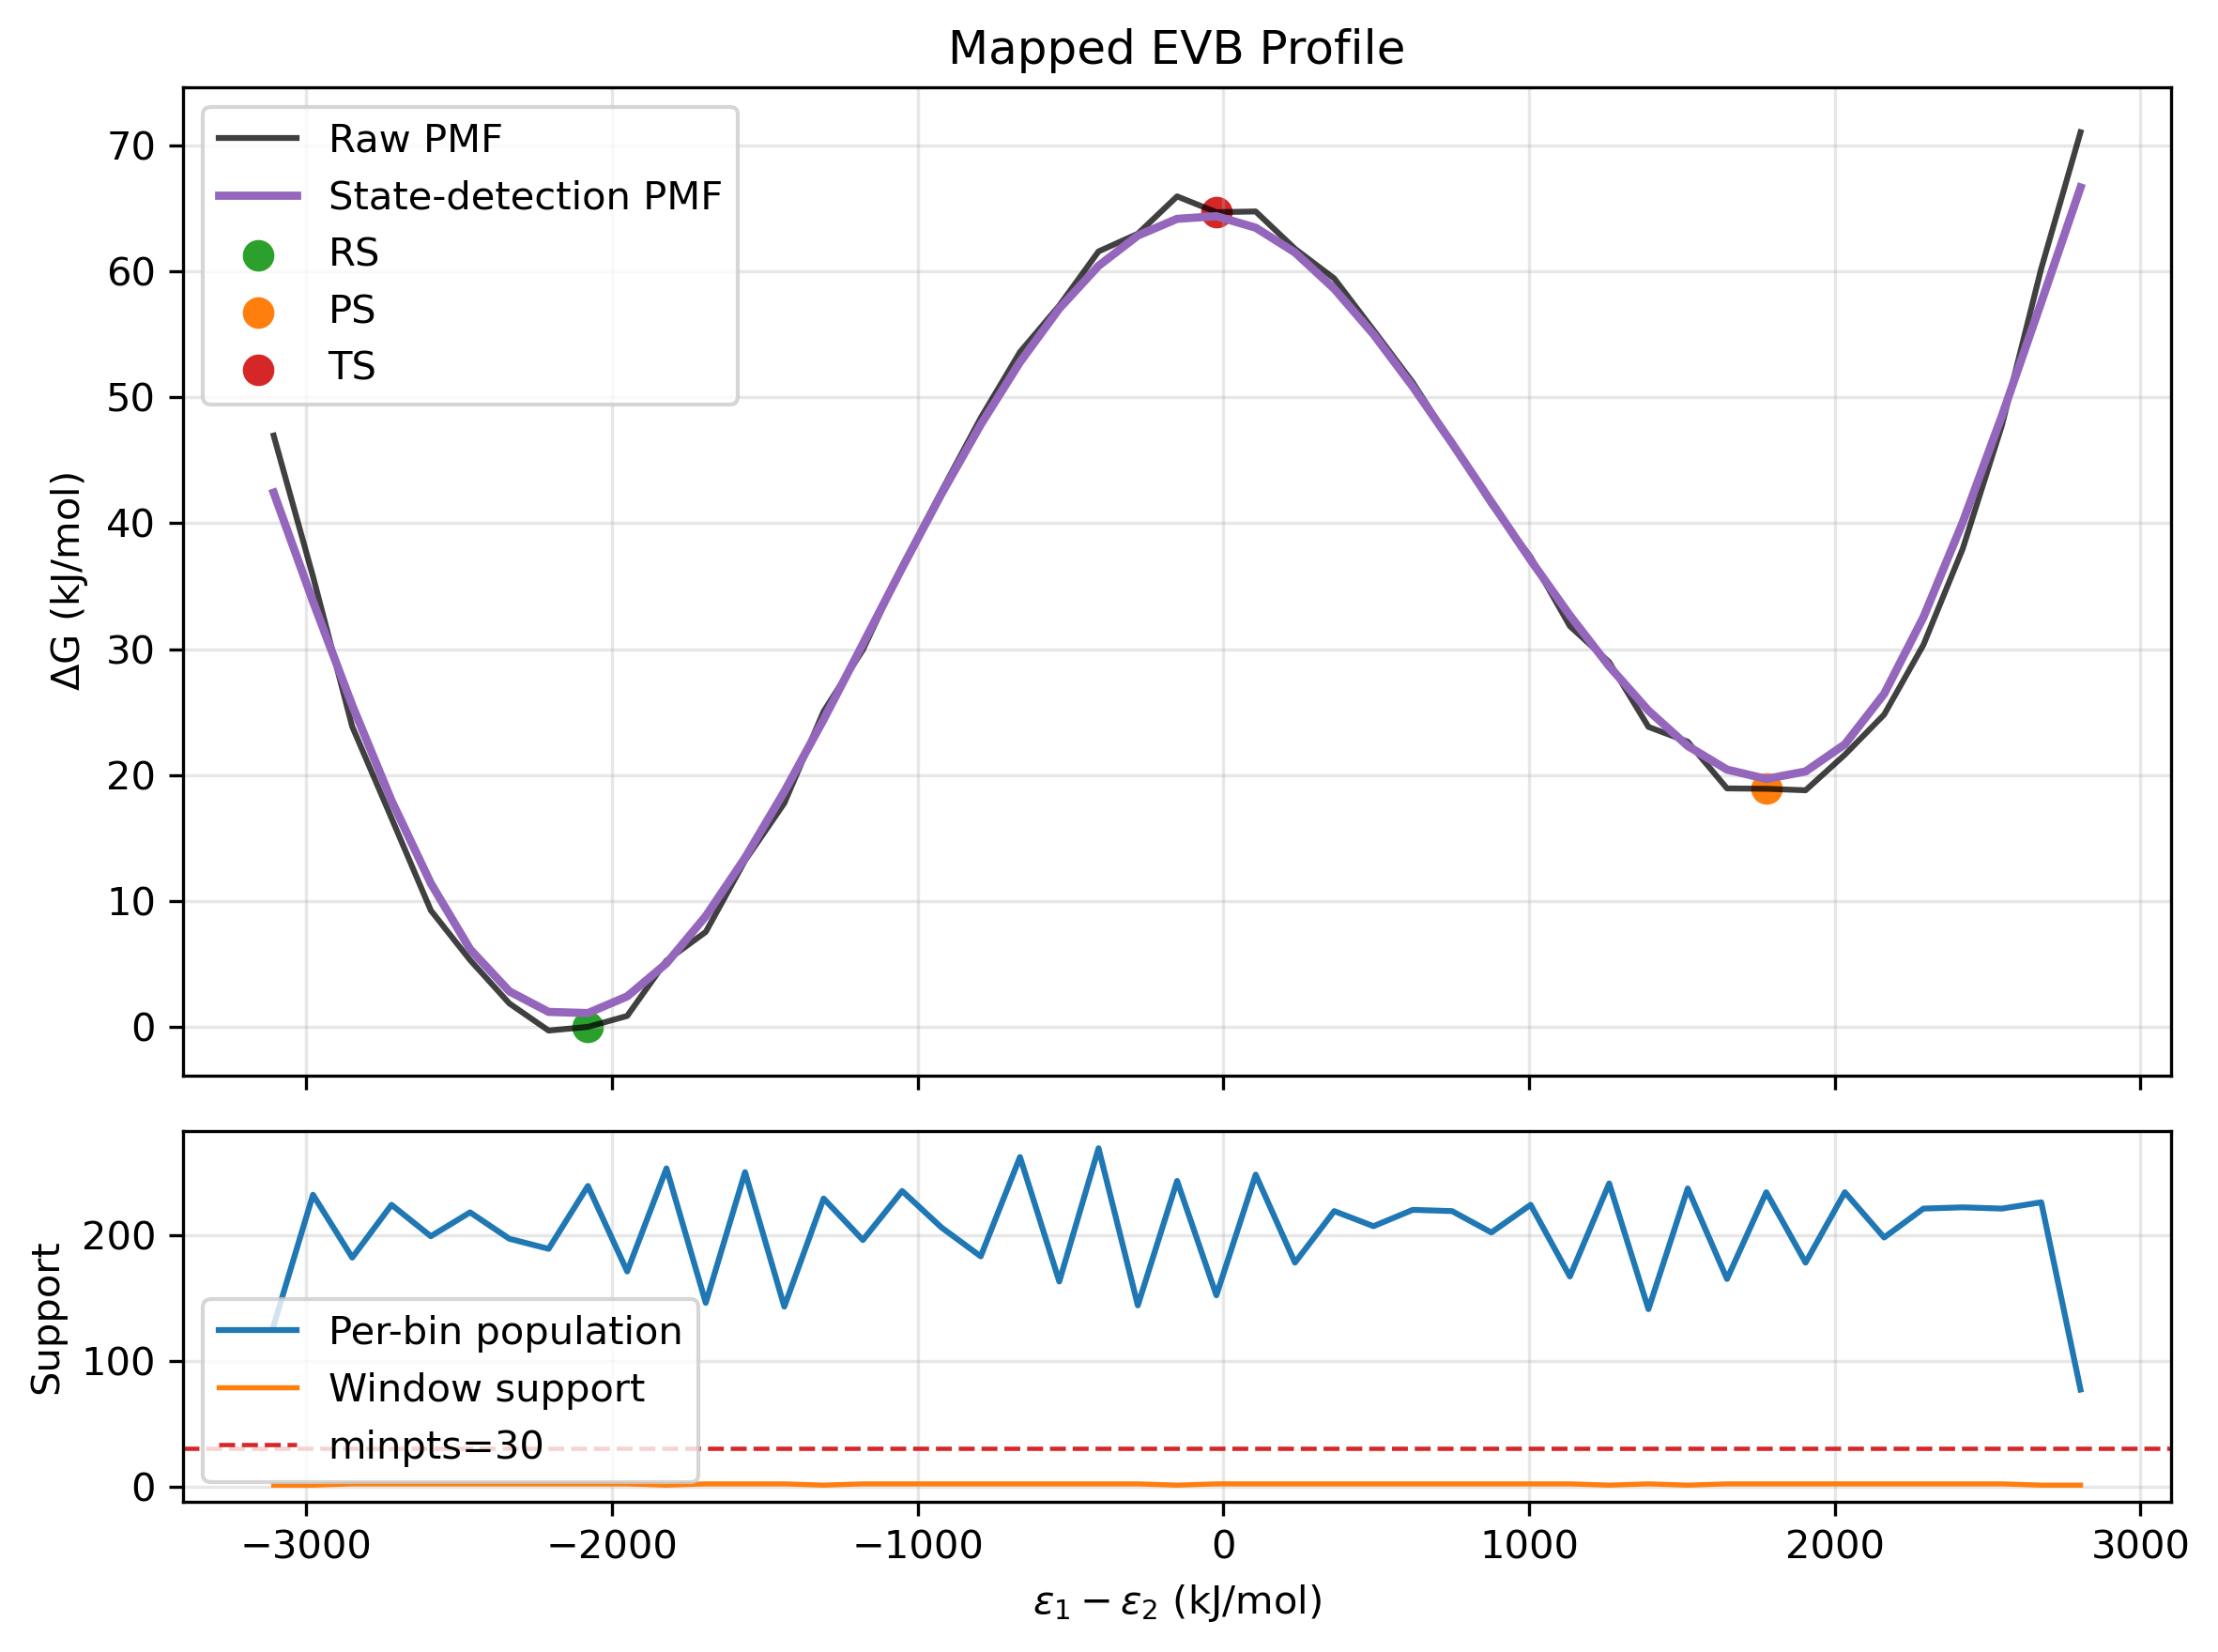 Mapped EVB Profile
Raw PMF
State-detection PMF
RS
PS
TS
70
60
50
40
30
20
10
0
ΔG (kJ/mol)
Per-bin population
Window support
minpts=30
200
100
0
Support
−3000 −2000 −1000 0 1000 2000 3000
ε₁ − ε₂ (kJ/mol)